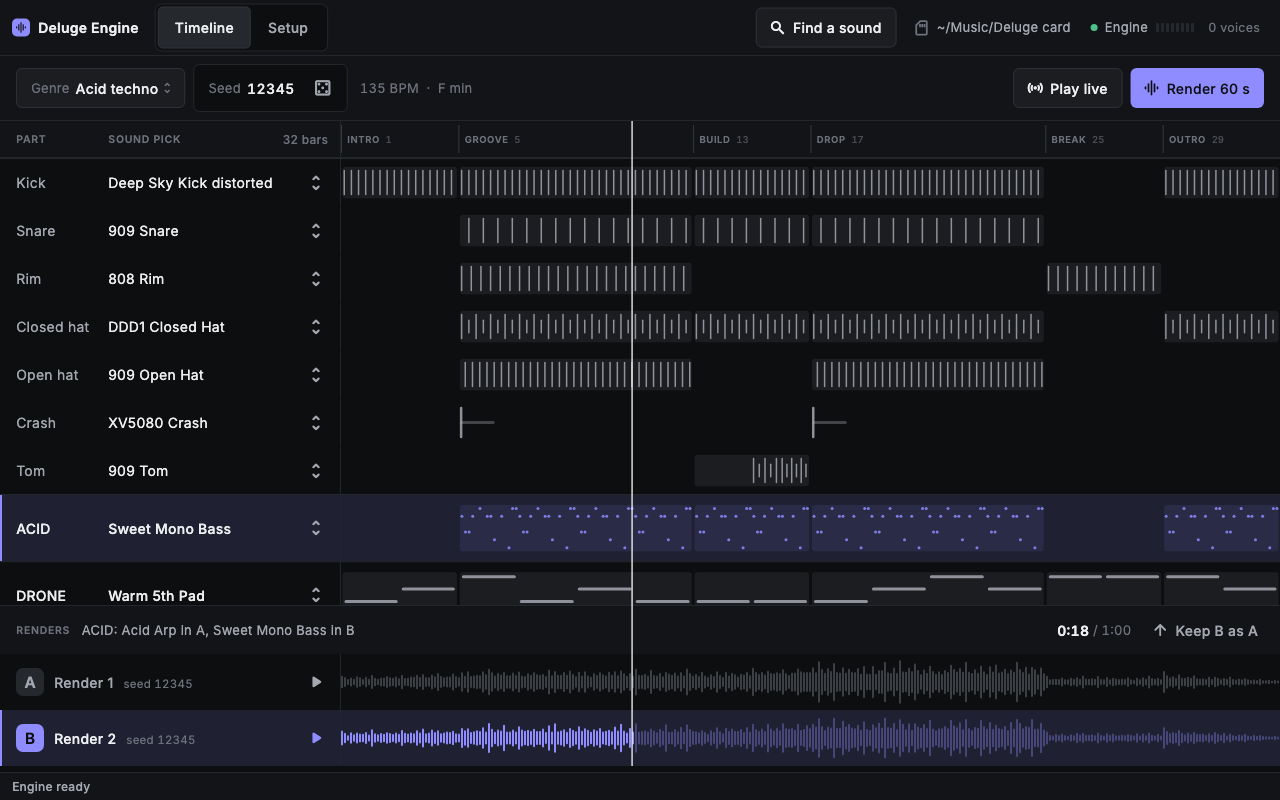 Deluge Engine Timeline Setup Find a sound ~/Music/Deluge card Engine 0 voices
Genre Acid techno Seed 12345 135 BPM · F min Play live Render 60 s
PART SOUND PICK 32 bars INTRO 1 GROOVE 5 BUILD 13 DROP 17 BREAK 25 OUTRO 29
Kick Deep Sky Kick distorted
Snare 909 Snare
Rim 808 Rim
Closed hat DDD1 Closed Hat
Open hat 909 Open Hat
Crash XV5080 Crash
Tom 909 Tom
ACID Sweet Mono Bass
DRONE Warm 5th Pad
RENDERS ACID: Acid Arp in A, Sweet Mono Bass in B 0:18 / 1:00 Keep B as A
A Render 1 seed 12345
B Render 2 seed 12345
Engine ready